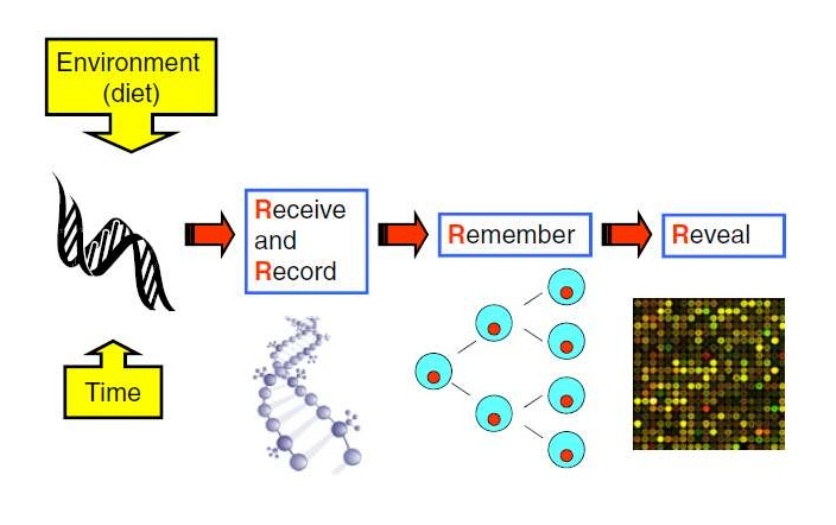 Environment
(diet)
Receive
and
Record
Remember
Reveal
Time